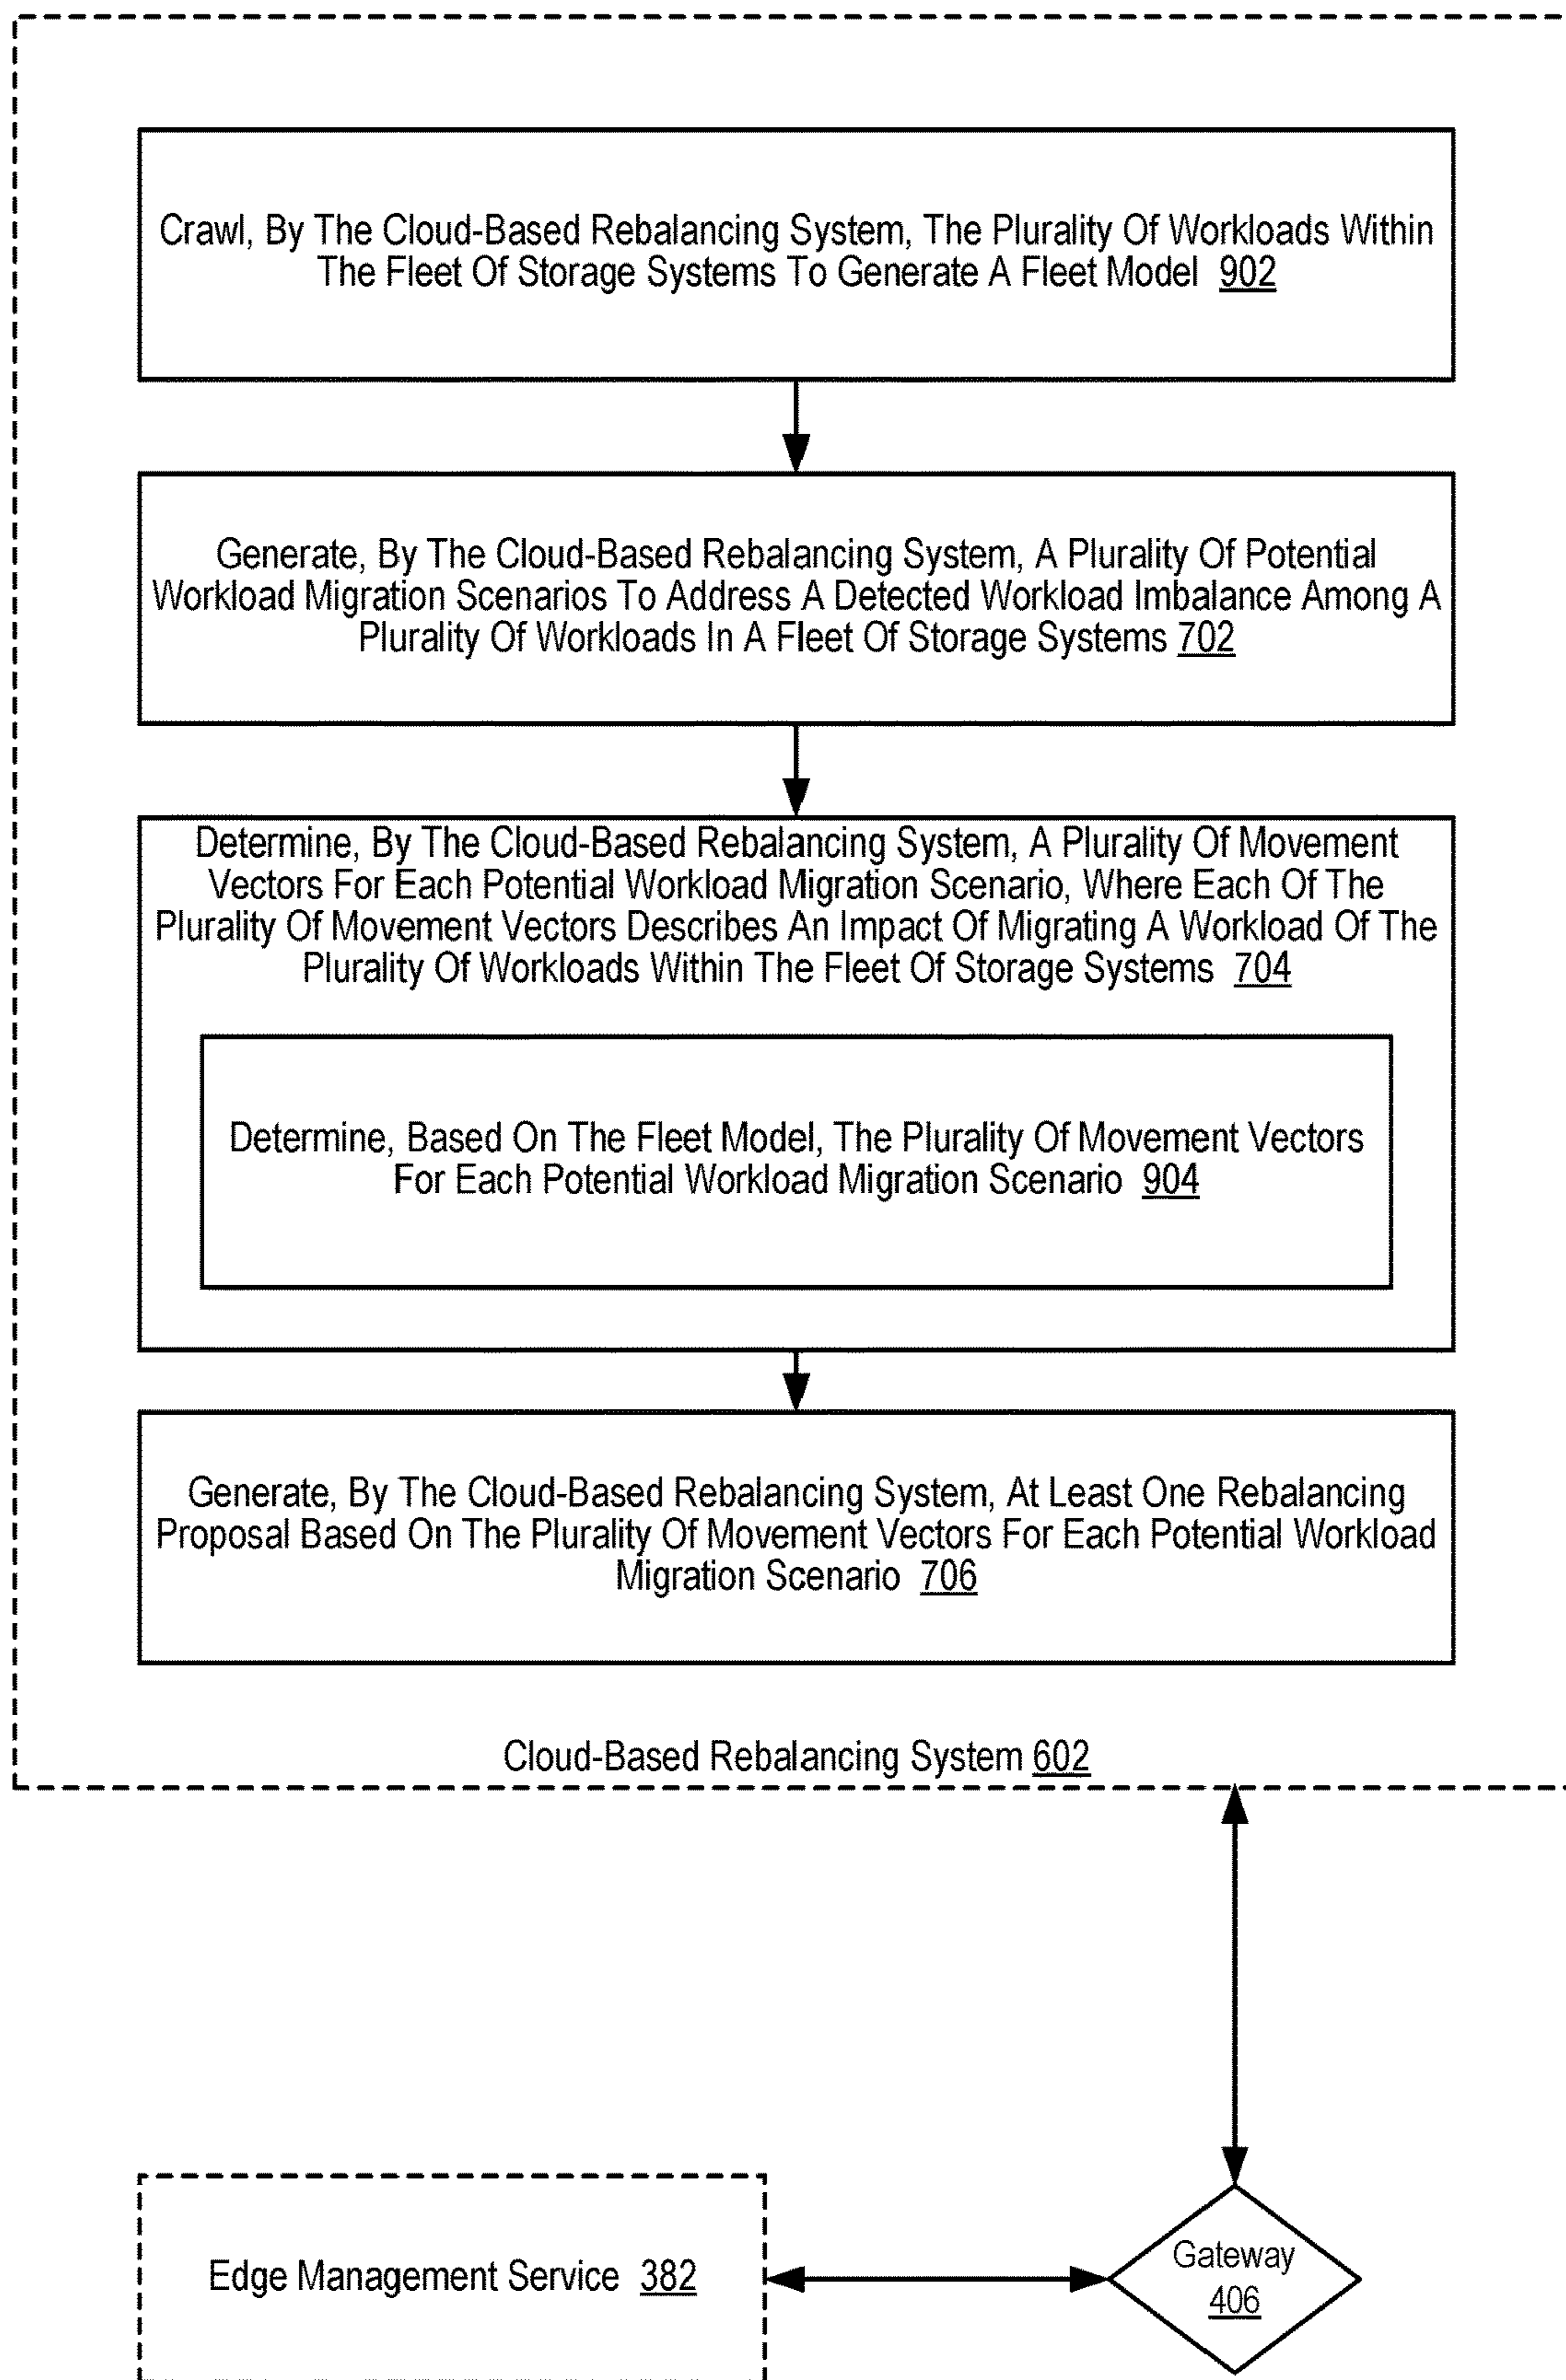 Crawl, By The Cloud-Based Rebalancing System, The Plurality Of Workloads Within
The Fleet Of Storage Systems To Generate A Fleet Model 902
Generate, By The Cloud-Based Rebalancing System, A Plurality Of Potential
Workload Migration Scenarios To Address A Detected Workload Imbalance Among A
Plurality Of Workloads In A Fleet Of Storage Systems 702
Determine, By The Cloud-Based Rebalancing System, A Plurality Of Movement
Vectors For Each Potential Workload Migration Scenario, Where Each Of The
Plurality Of Movement Vectors Describes An Impact Of Migrating A Workload Of The
Plurality Of Workloads Within The Fleet Of Storage Systems 704
Determine, Based On The Fleet Model, The Plurality Of Movement Vectors
For Each Potential Workload Migration Scenario 904
Generate, By The Cloud-Based Rebalancing System, At Least One Rebalancing
Proposal Based On The Plurality Of Movement Vectors For Each Potential Workload
Migration Scenario 706
Cloud-Based Rebalancing System 602
Edge Management Service 382
Gateway
406